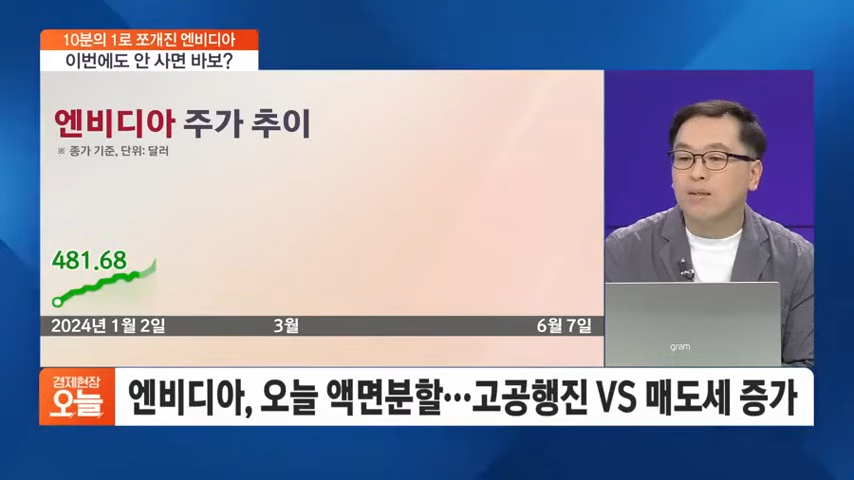 10분의 1로 쪼개진 엔비디아
이번에도 안 사면 바보?
엔비디아 주가 추이
※ 종가 기준, 단위: 달러
481.68
2024년 1월 2일 3월 6월 7일
gram
경제현장
오늘
엔비디아, 오늘 액면분할…고공행진 VS 매도세 증가